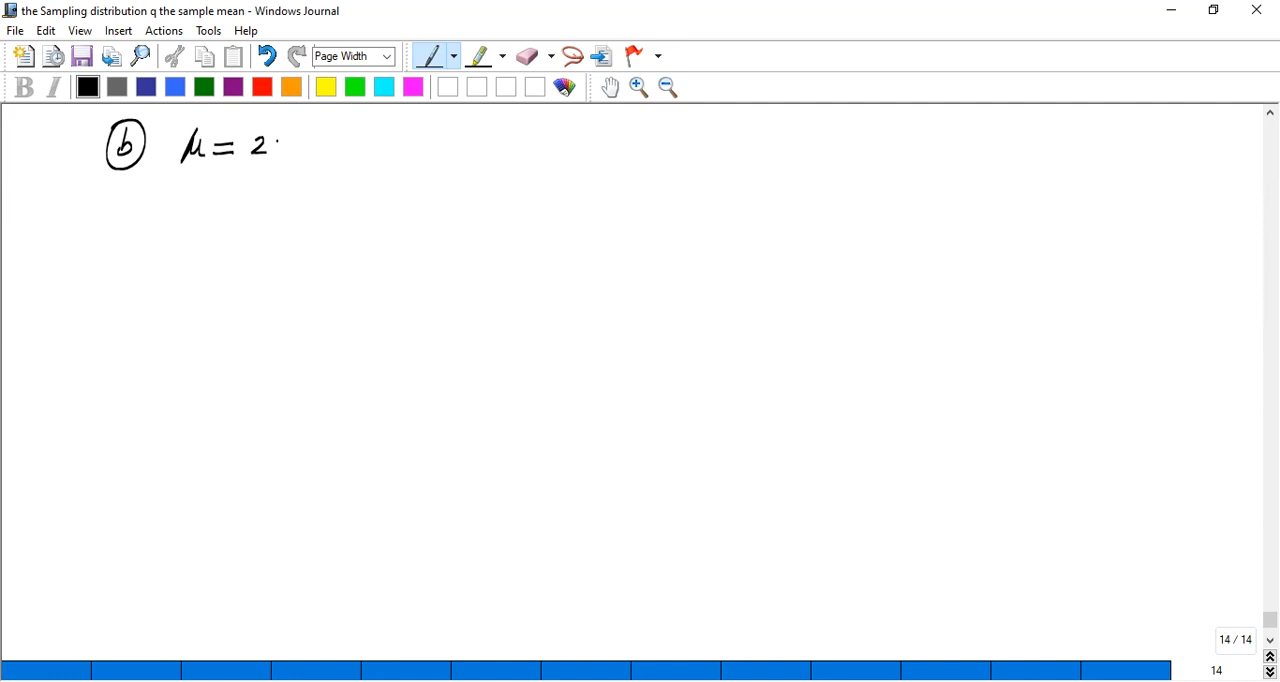 the Sampling distribution q the sample mean - Windows Journal
File Edit View Insert Actions Tools Help
Page Width
B I
b μ = 2.
14 / 14
14